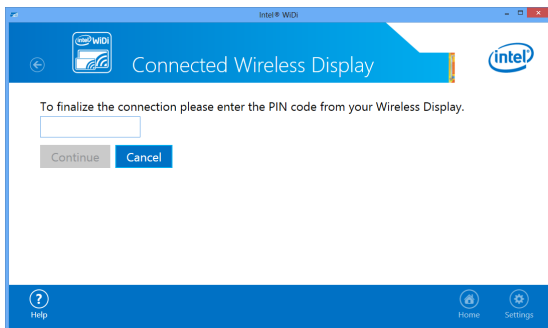 Intel® WiDi
intel WiDi
Connected Wireless Display
intel
To finalize the connection please enter the PIN code from your Wireless Display.
Continue
Cancel
?
Help
Home
Settings